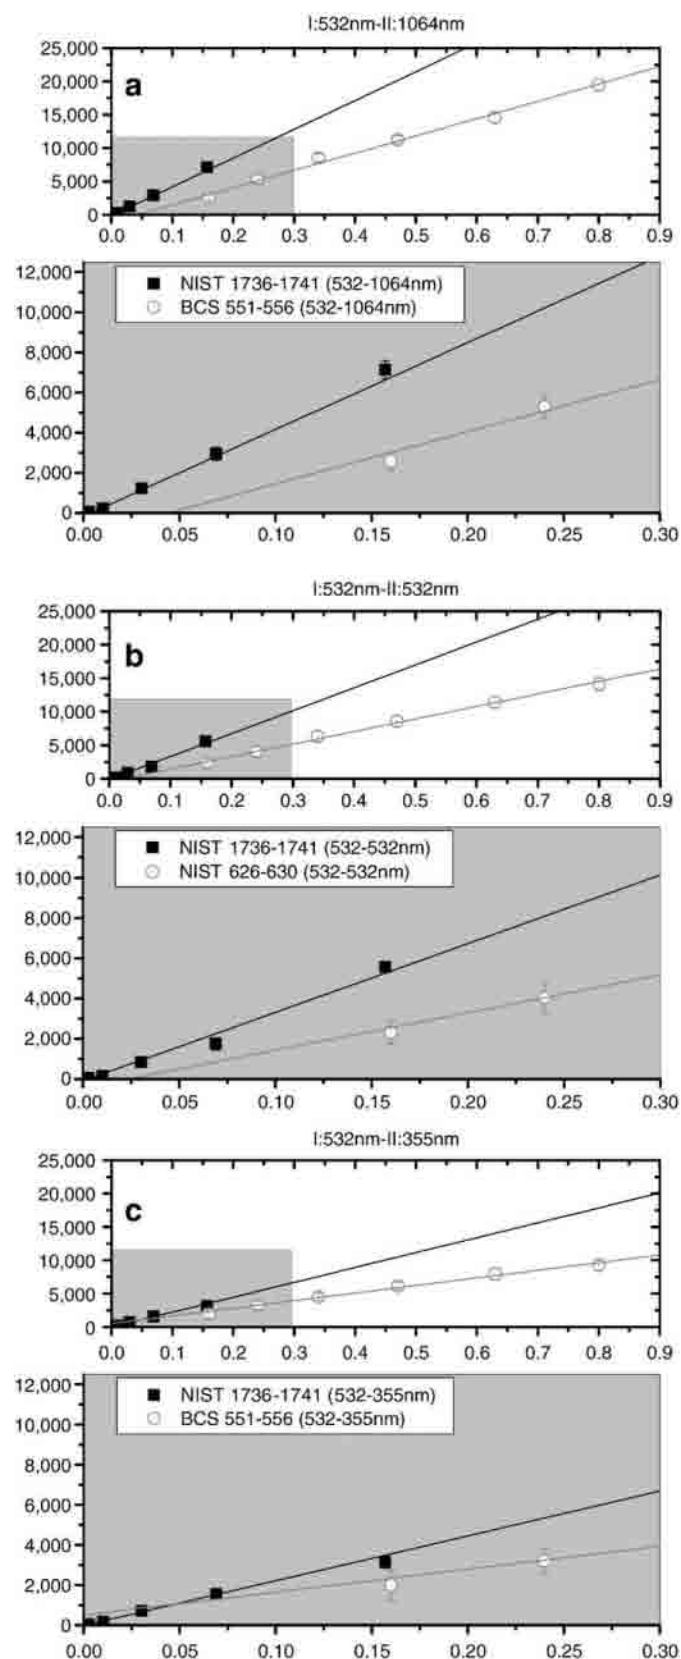 I:532nm-II:1064nm
25,000
20,000
15,000
10,000
5,000
0
a
0.0 0.1 0.2 0.3 0.4 0.5 0.6 0.7 0.8 0.9
12,000
10,000
8,000
6,000
4,000
2,000
0
NIST 1736-1741 (532-1064nm)
BCS 551-556 (532-1064nm)
0.00 0.05 0.10 0.15 0.20 0.25 0.30
I:532nm-II:532nm
25,000
20,000
15,000
10,000
5,000
0
b
0.0 0.1 0.2 0.3 0.4 0.5 0.6 0.7 0.8 0.9
12,000
10,000
8,000
6,000
4,000
2,000
0
NIST 1736-1741 (532-532nm)
NIST 626-630 (532-532nm)
0.00 0.05 0.10 0.15 0.20 0.25 0.30
I:532nm-II:355nm
25,000
20,000
15,000
10,000
5,000
0
c
0.0 0.1 0.2 0.3 0.4 0.5 0.6 0.7 0.8 0.9
12,000
10,000
8,000
6,000
4,000
2,000
0
NIST 1736-1741 (532-355nm)
BCS 551-556 (532-355nm)
0.00 0.05 0.10 0.15 0.20 0.25 0.30